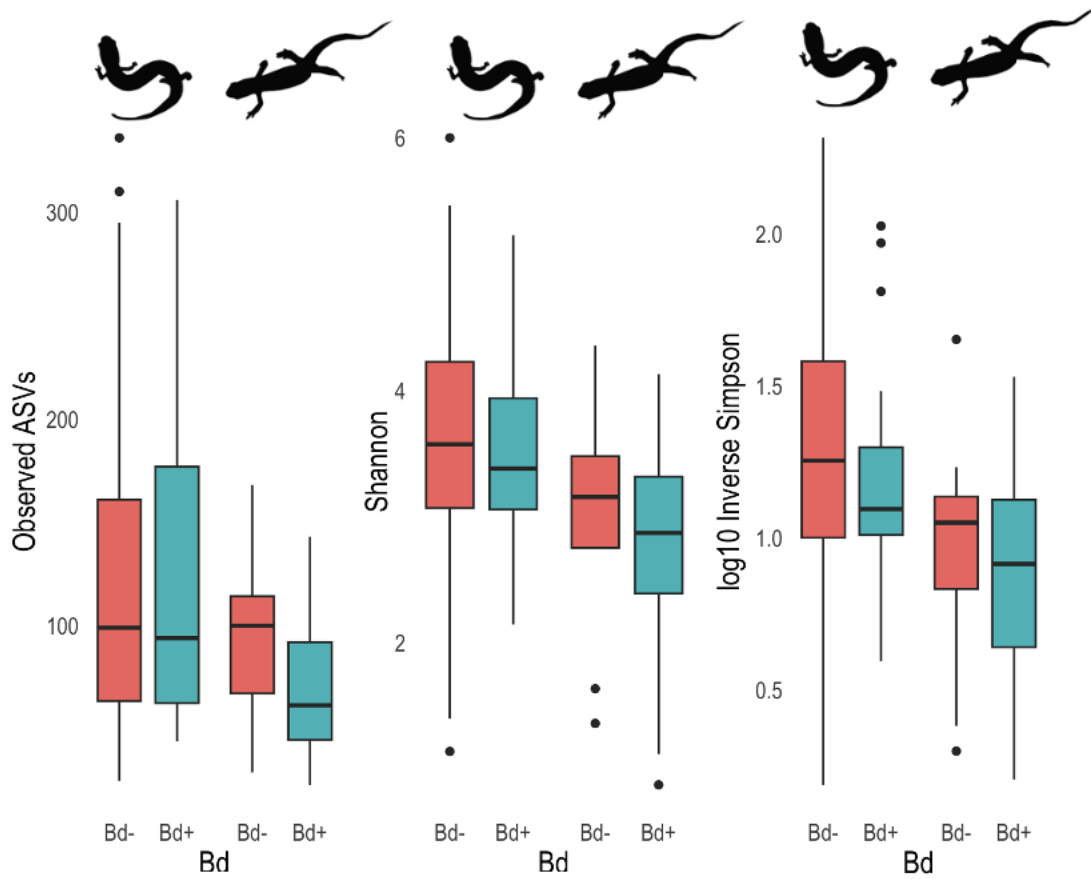 Observed ASVs
300
200
100
Bd-
Bd+
Bd-
Bd+
Bd
Shannon
6
4
2
Bd-
Bd+
Bd-
Bd+
Bd
log10 Inverse Simpson
2.0
1.5
1.0
0.5
Bd-
Bd+
Bd-
Bd+
Bd